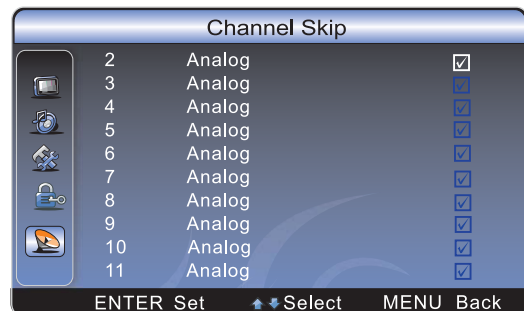 Channel Skip
2 Analog
3 Analog
4 Analog
5 Analog
6 Analog
7 Analog
8 Analog
9 Analog
10 Analog
11 Analog
ENTER Set Select MENU Back